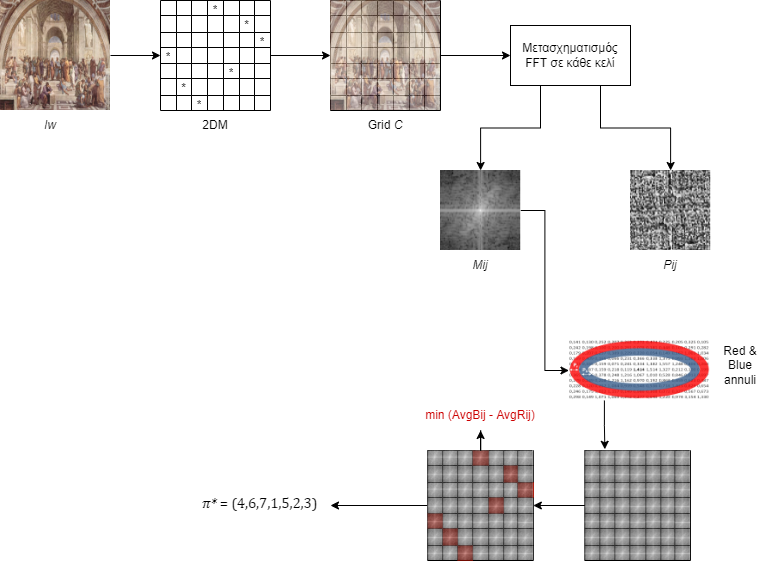 *
*
*
*
*
*
*
Μετασχηματισμός
FFT σε κάθε κελί
Iw
2DM
Grid C
Mij
Pij
Red &
Blue
annuli
min (AvgBij - AvgRij)
π* = (4,6,7,1,5,2,3)